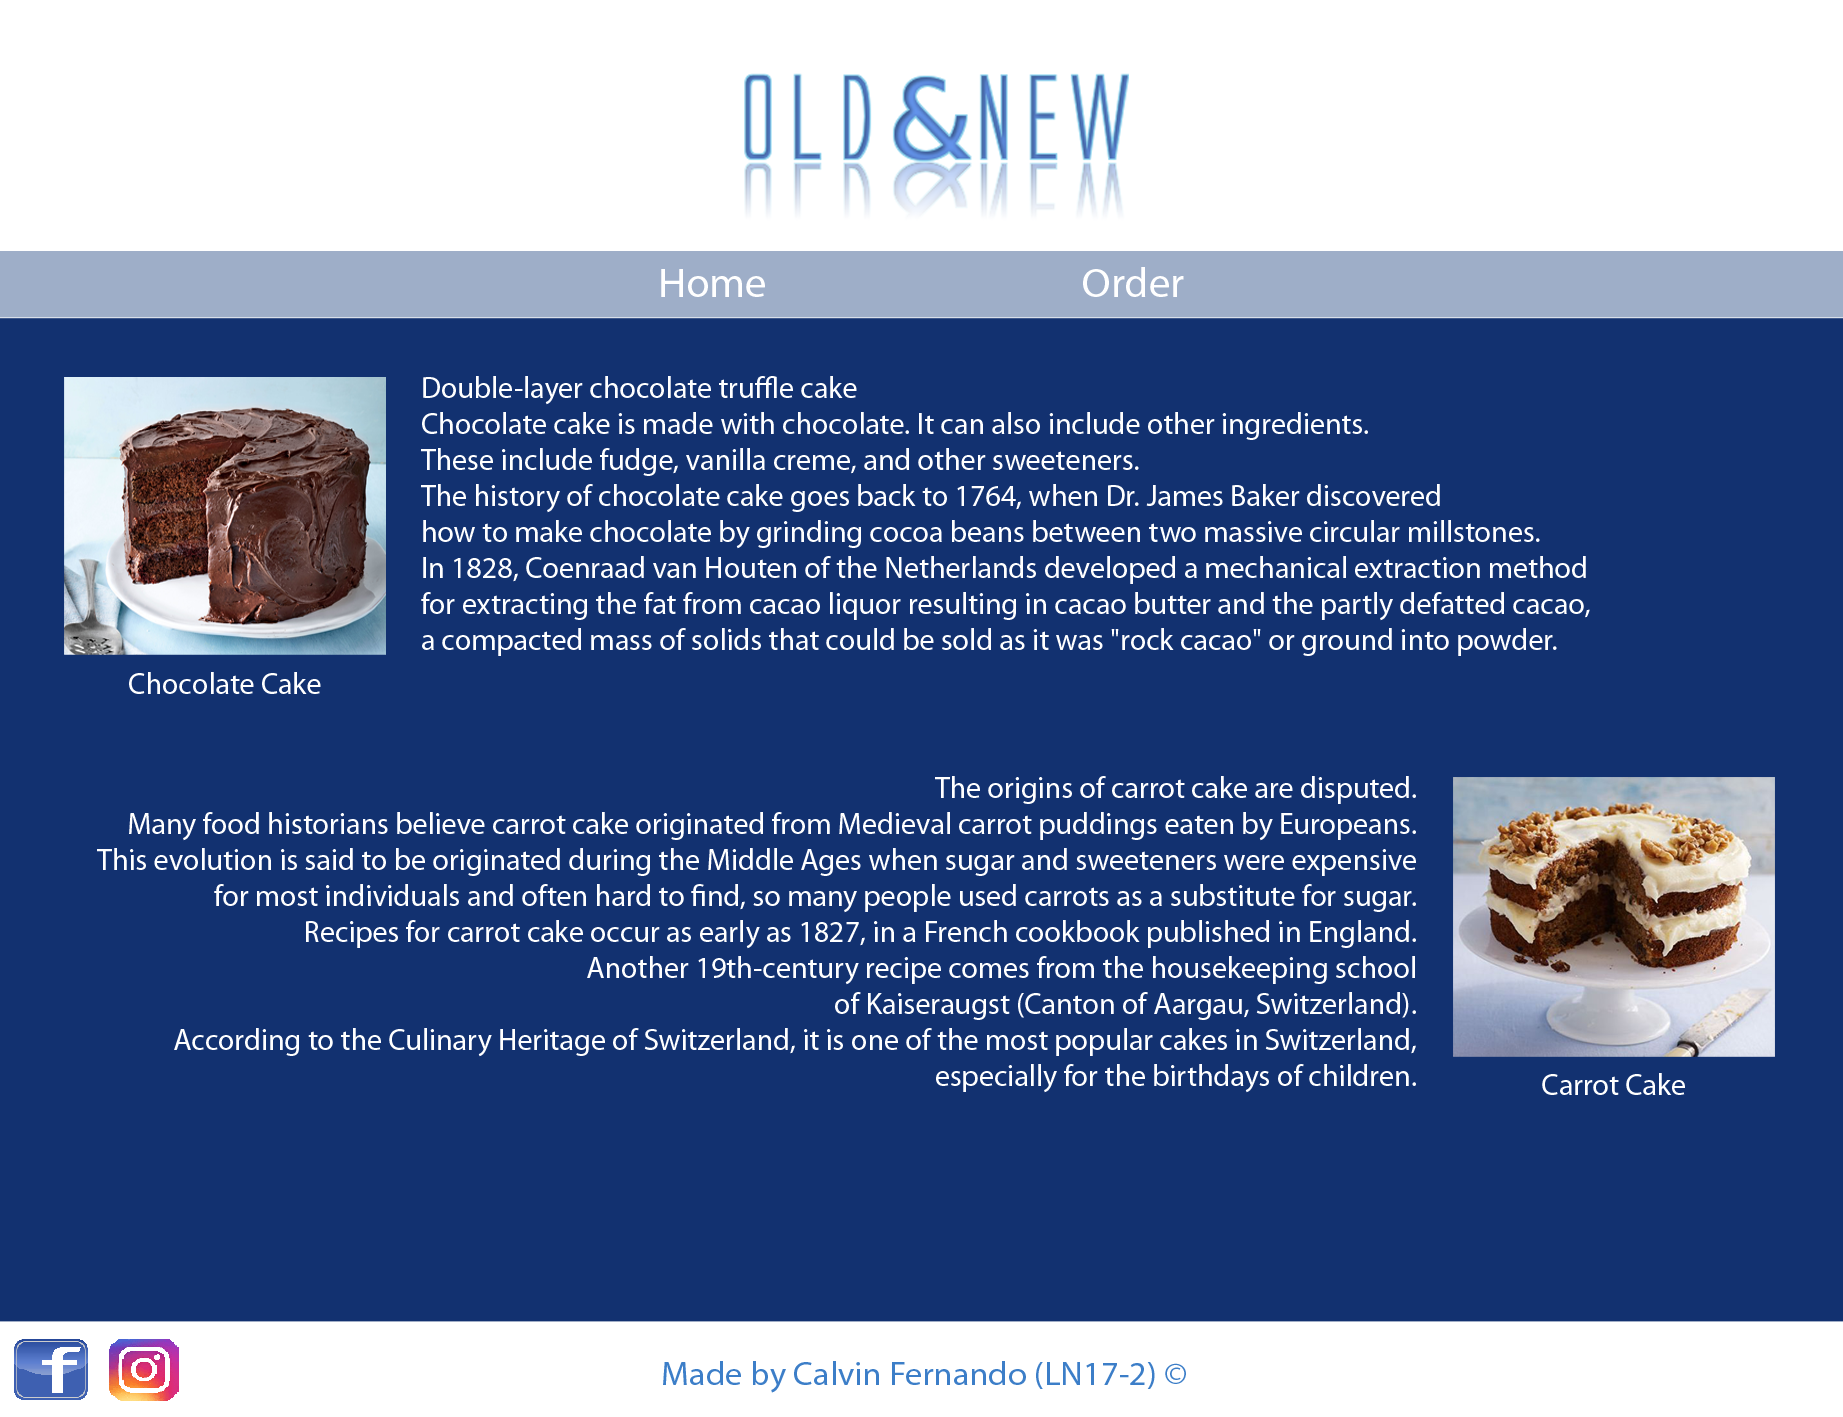 OLD & NEW
Home Order
Double-layer chocolate truffle cake
Chocolate cake is made with chocolate. It can also include other ingredients.
These include fudge, vanilla creme, and other sweeteners.
The history of chocolate cake goes back to 1764, when Dr. James Baker discovered
how to make chocolate by grinding cocoa beans between two massive circular millstones.
In 1828, Coenraad van Houten of the Netherlands developed a mechanical extraction method
for extracting the fat from cacao liquor resulting in cacao butter and the partly defatted cacao,
a compacted mass of solids that could be sold as it was "rock cacao" or ground into powder.
Chocolate Cake
The origins of carrot cake are disputed.
Many food historians believe carrot cake originated from Medieval carrot puddings eaten by Europeans.
This evolution is said to be originated during the Middle Ages when sugar and sweeteners were expensive
for most individuals and often hard to find, so many people used carrots as a substitute for sugar.
Recipes for carrot cake occur as early as 1827, in a French cookbook published in England.
Another 19th-century recipe comes from the housekeeping school
of Kaiseraugst (Canton of Aargau, Switzerland).
According to the Culinary Heritage of Switzerland, it is one of the most popular cakes in Switzerland,
especially for the birthdays of children.
Carrot Cake
f
Made by Calvin Fernando (LN17-2) ©